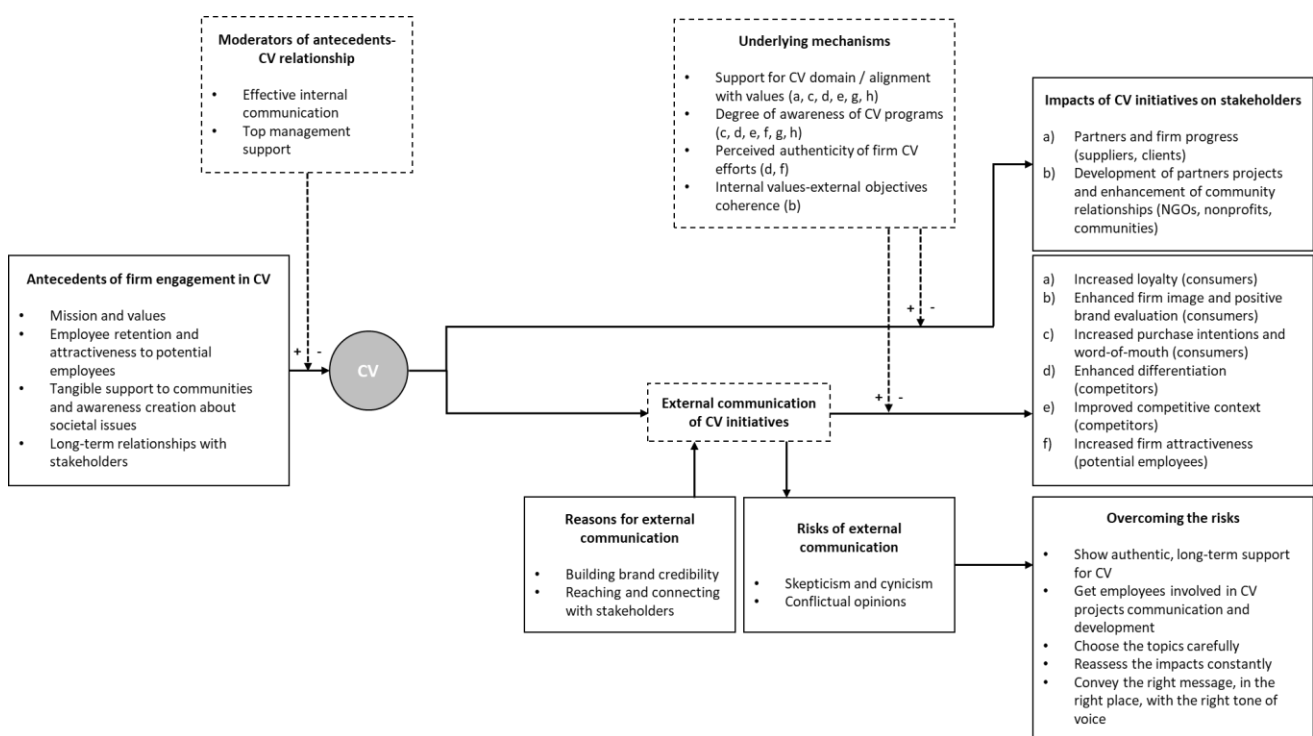 Moderators of antecedents-
CV relationship
• Effective internal
communication
• Top management
support
Underlying mechanisms
• Support for CV domain / alignment
with values (a, c, d, e, g, h)
• Degree of awareness of CV programs
(c, d, e, f, g, h)
• Perceived authenticity of firm CV
efforts (d, f)
• Internal values-external objectives
coherence (b)
Impacts of CV initiatives on stakeholders
a) Partners and firm progress
(suppliers, clients)
b) Development of partners projects
and enhancement of community
relationships (NGOs, nonprofits,
communities)
Antecedents of firm engagement in CV
• Mission and values
• Employee retention and
attractiveness to potential
employees
• Tangible support to communities
and awareness creation about
societal issues
• Long-term relationships with
stakeholders
+ -
CV
+ -
External communication
of CV initiatives
+ -
a) Increased loyalty (consumers)
b) Enhanced firm image and positive
brand evaluation (consumers)
c) Increased purchase intentions and
word-of-mouth (consumers)
d) Enhanced differentiation
(competitors)
e) Improved competitive context
(competitors)
f) Increased firm attractiveness
(potential employees)
Reasons for external
communication
• Building brand credibility
• Reaching and connecting
with stakeholders
Risks of external
communication
• Skepticism and cynicism
• Conflictual opinions
Overcoming the risks
• Show authentic, long-term support
for CV
• Get employees involved in CV
projects communication and
development
• Choose the topics carefully
• Reassess the impacts constantly
• Convey the right message, in the
right place, with the right tone of
voice